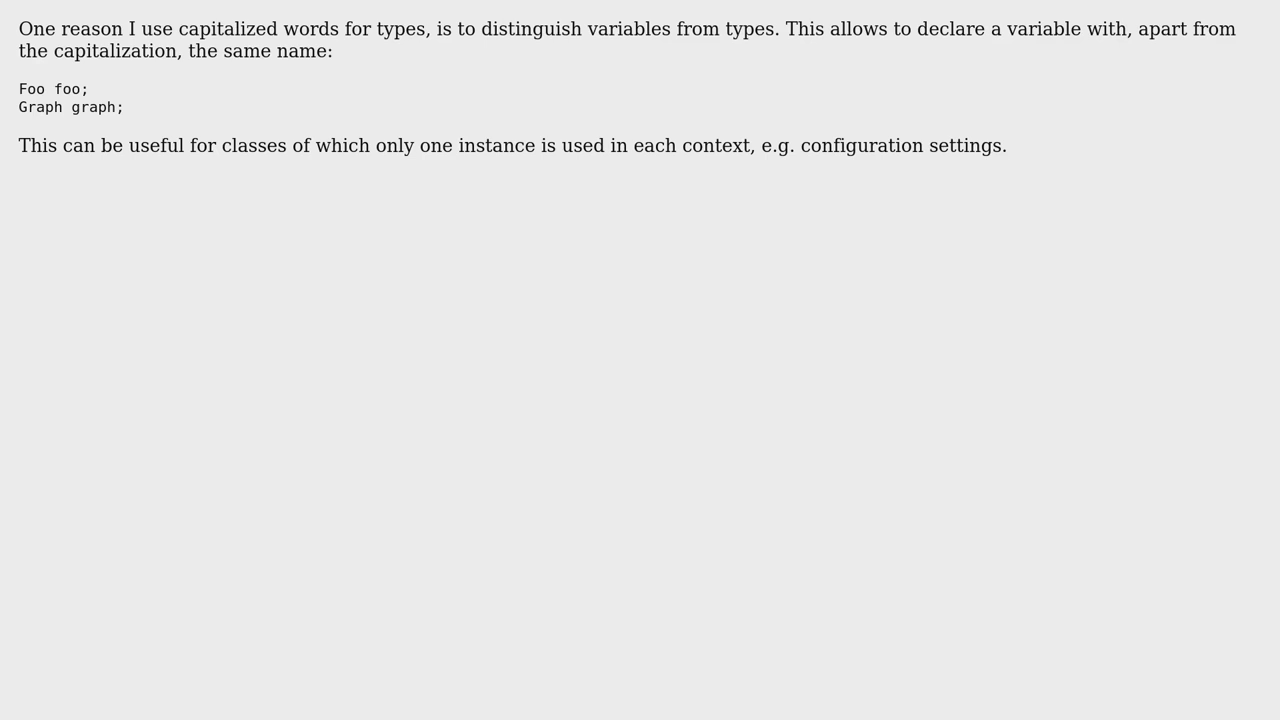 One reason I use capitalized words for types, is to distinguish variables from types. This allows to declare a variable with, apart from
the capitalization, the same name:
Foo foo;
Graph graph;
This can be useful for classes of which only one instance is used in each context, e.g. configuration settings.